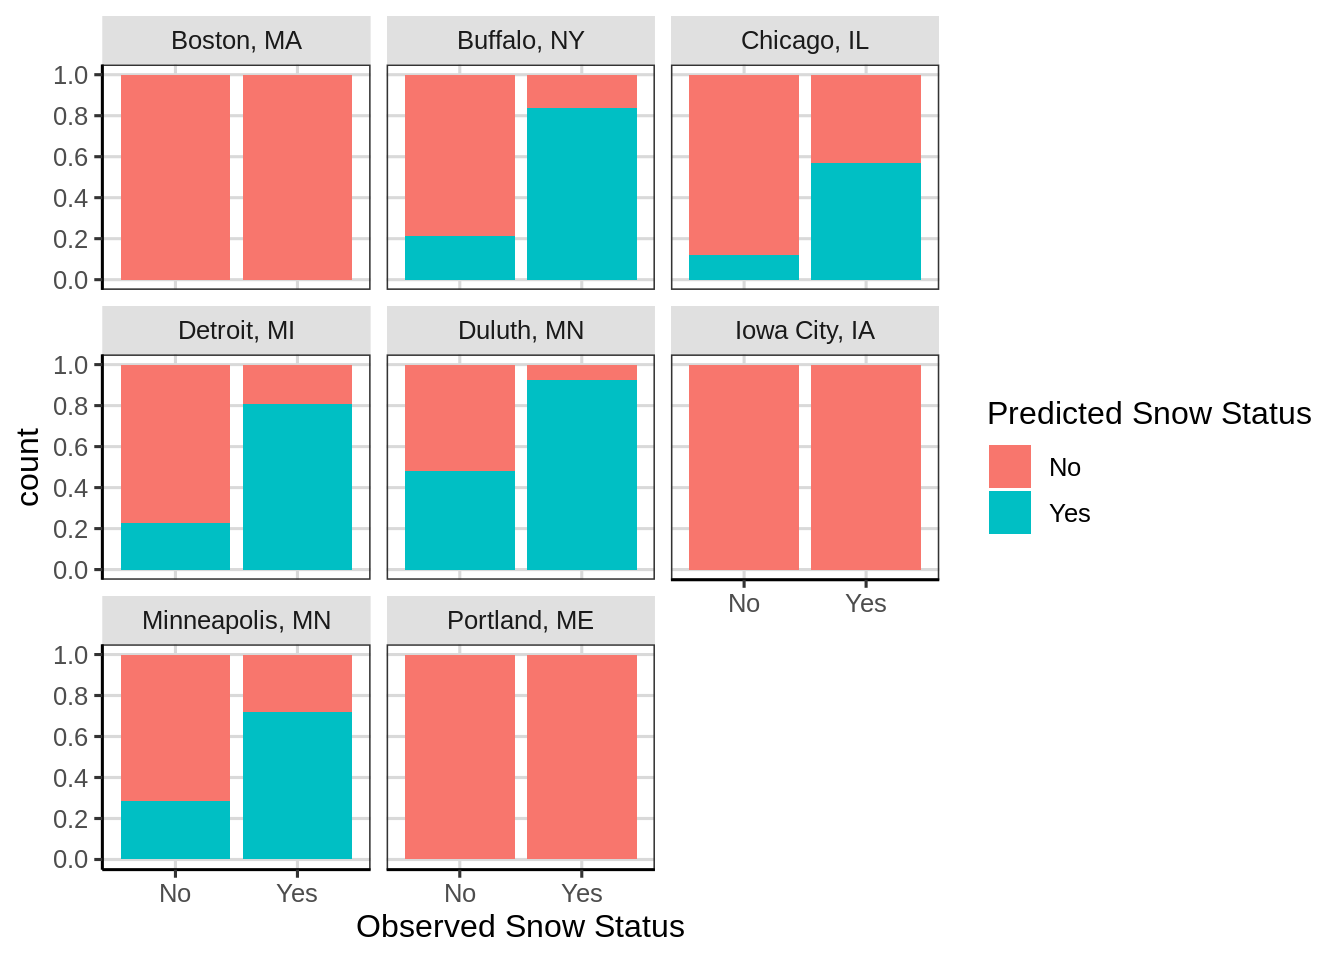 Boston, MA
Buffalo, NY
Chicago, IL
1.0
0.8
0.6
0.4
0.2
0.0
Detroit, MI
Duluth, MN
Iowa City, IA
1.0
0.8
0.6
0.4
0.2
0.0
No
Yes
Minneapolis, MN
Portland, ME
1.0
0.8
0.6
0.4
0.2
0.0
No
Yes
No
Yes
count
Observed Snow Status
Predicted Snow Status
No
Yes